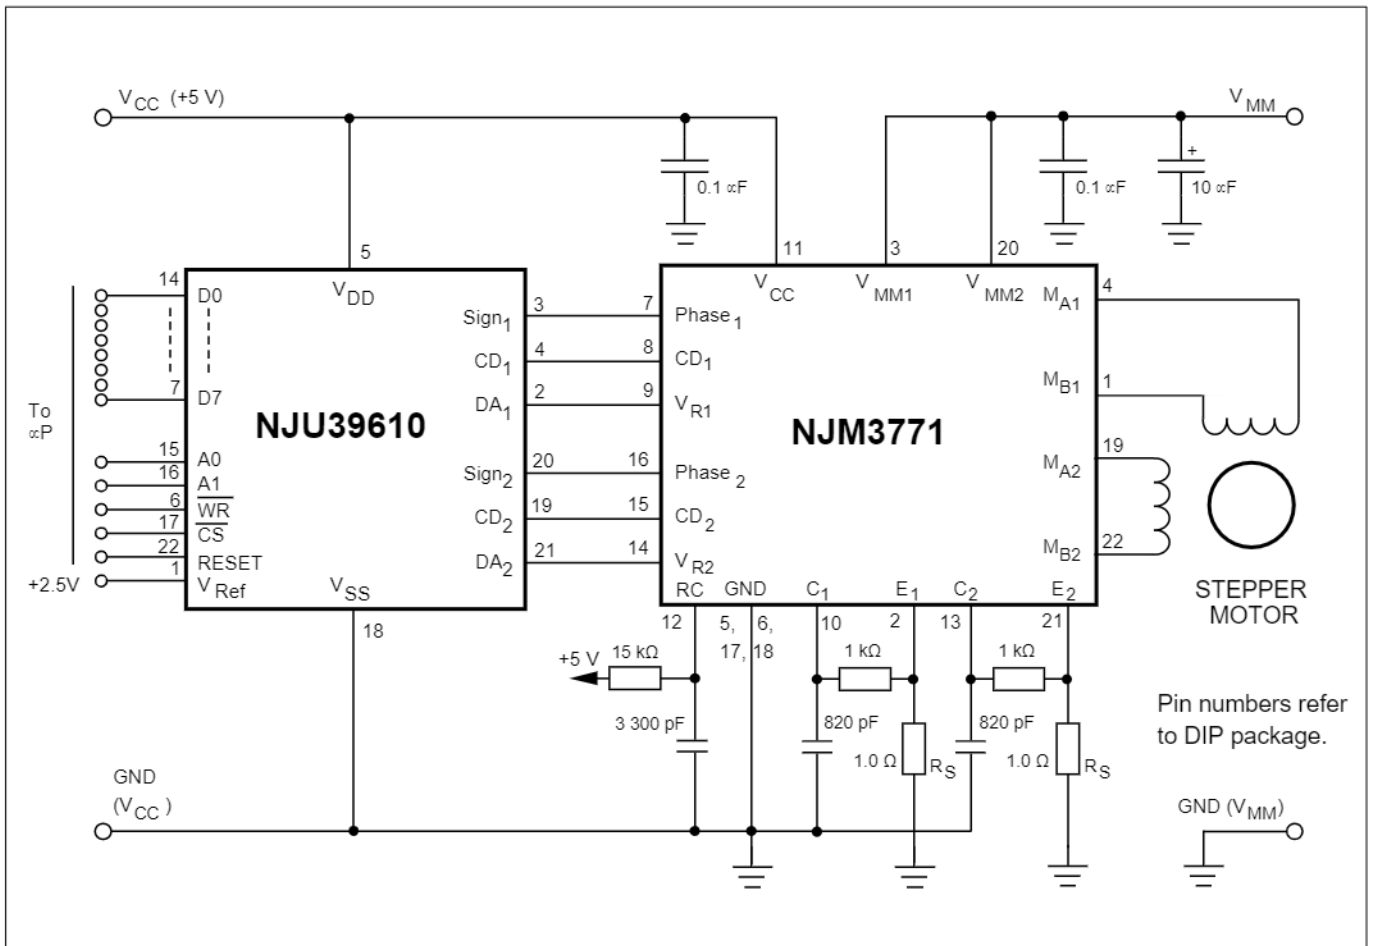 VCC (+5 V)
VMM
0.1 ∝F
0.1 ∝F
+
10 ∝F
5
11
3
20
14
D0
VDD
Sign1
3
7
Phase1
VCC
VMM1
VMM2
MA1
4
CD1
4
8
CD1
7
D7
DA1
2
9
VR1
MB1
1
To
∝P
NJU39610
NJM3771
15
A0
16
A1
6
WR
17
CS
22
RESET
+2.5V
1
VRef
VSS
18
Sign2
20
16
Phase2
MA2
19
CD2
19
15
CD2
DA2
21
14
VR2
MB2
22
RC
GND
C1
E1
C2
E2
STEPPER
MOTOR
12
5,
6,
17,
18
10
2
13
21
+5 V
15 kΩ
1 kΩ
1 kΩ
3 300 pF
820 pF
820 pF
1.0 Ω
RS
1.0 Ω
RS
Pin numbers refer
to DIP package.
GND
(VCC )
GND (VMM)